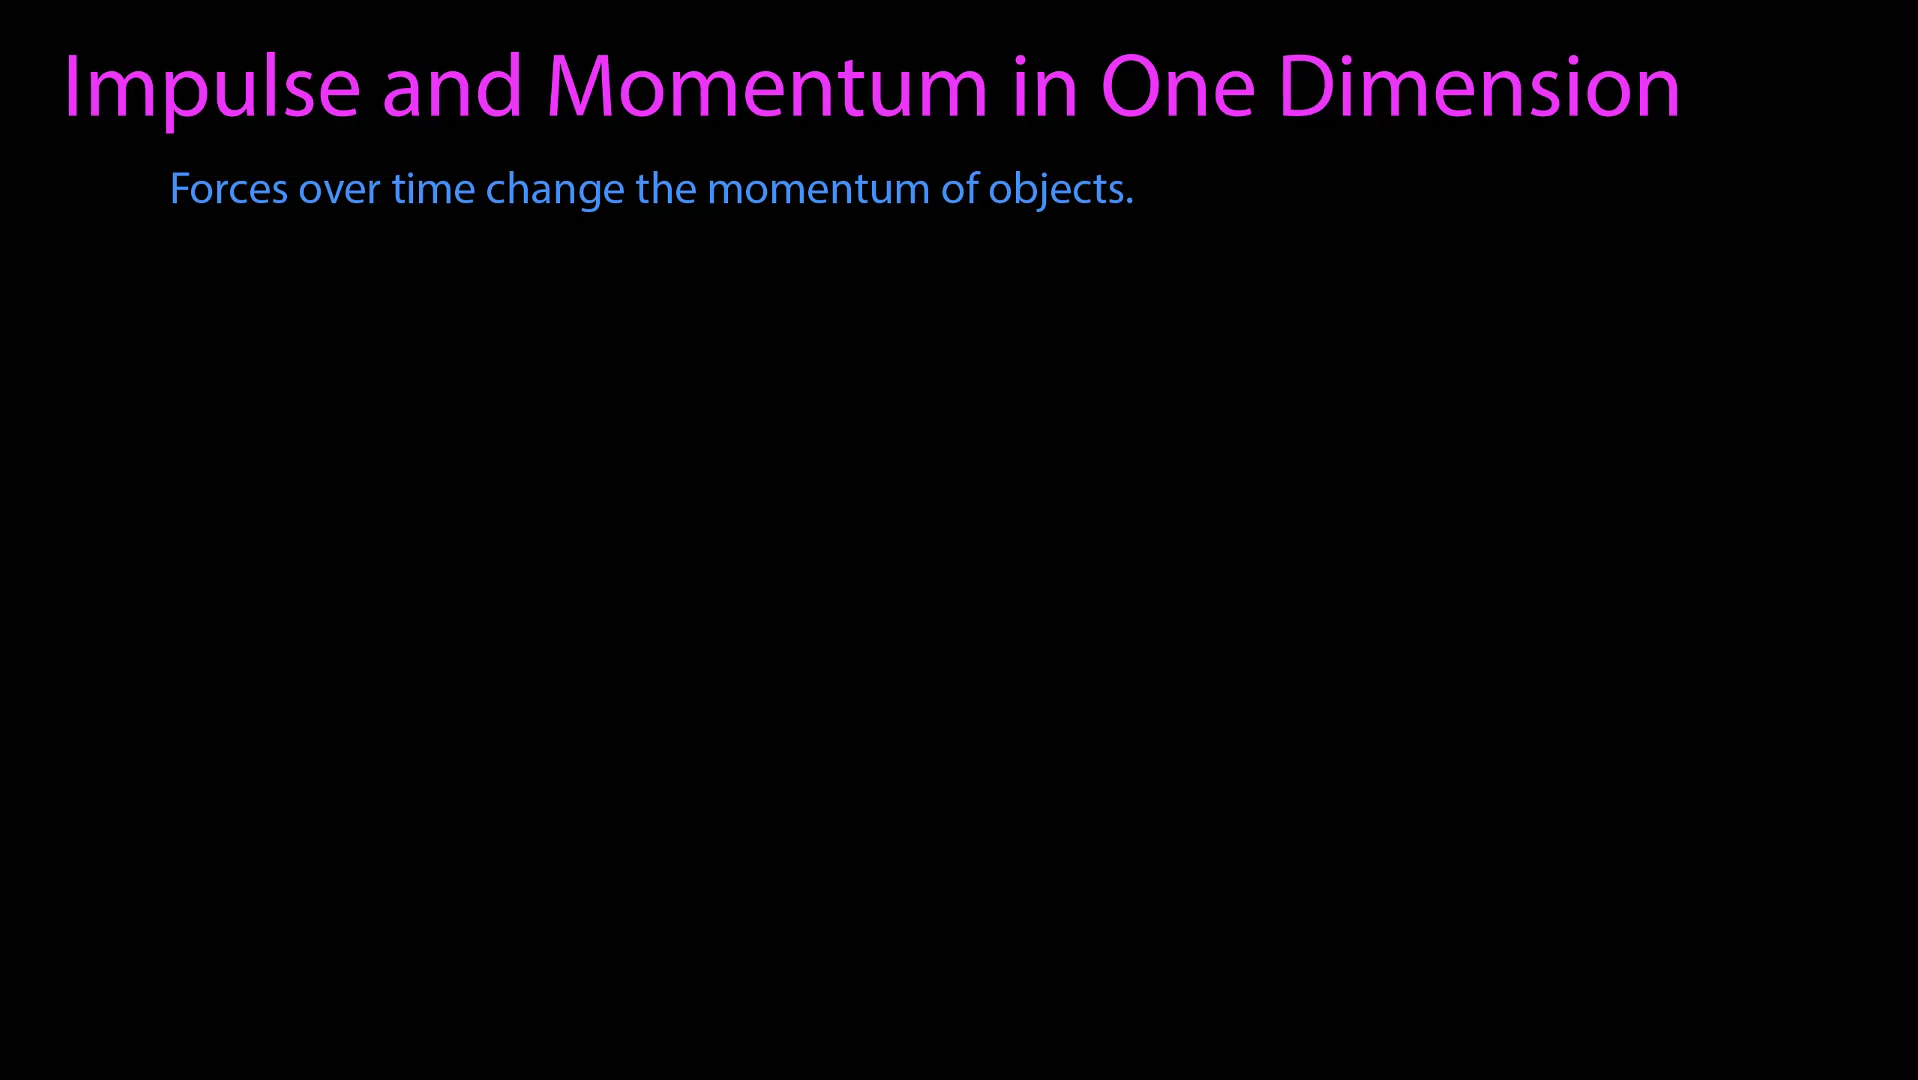 Impulse and Momentum in One Dimension
Forces over time change the momentum of objects.